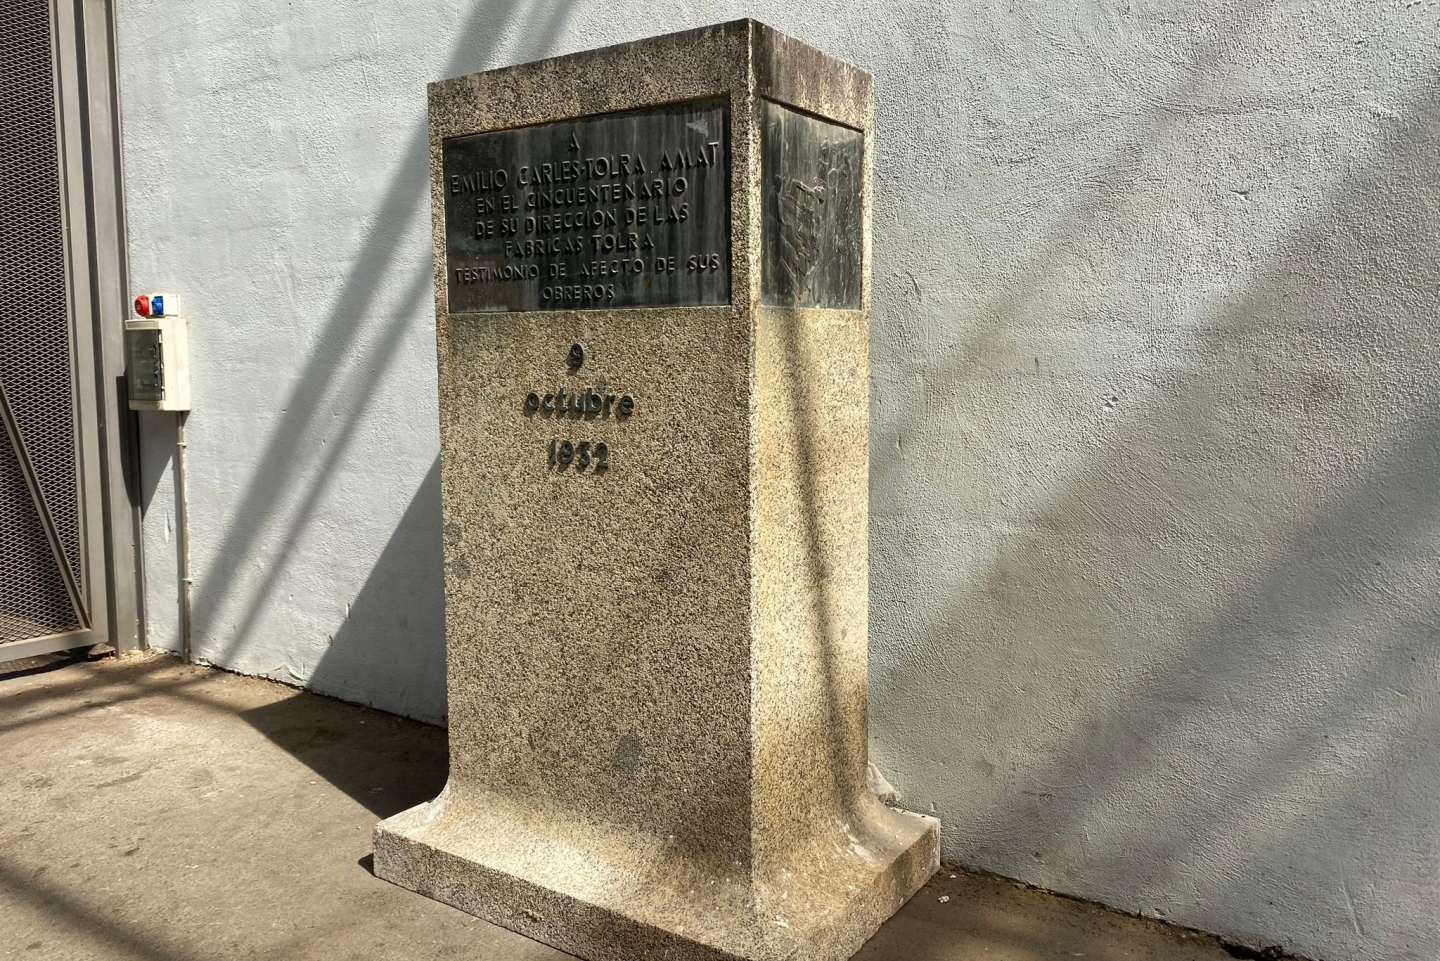 A
EMILIO CARLES-TOLRA AMAT
EN EL CINCUENTENARIO
DE SU DIRECCION DE LAS
FABRICAS TOLRA
TESTIMONIO DE AFECTO DE SUS
OBREROS
9
octubre
1952